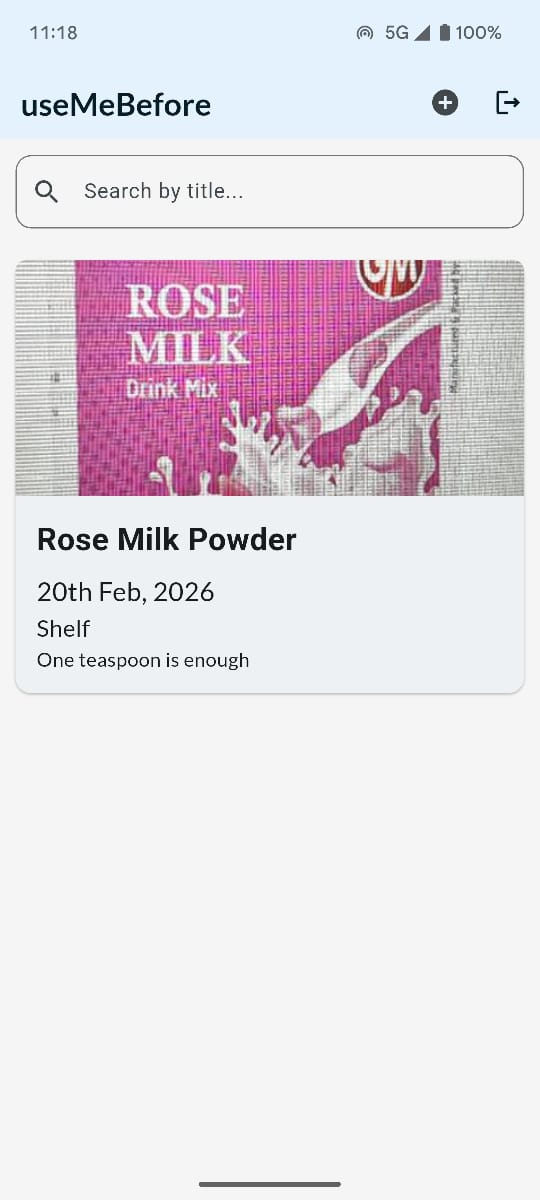 11:18
5G 100%
useMeBefore
Search by title...
GM
ROSE
MILK
Drink Mix
Manufactured & Packed by
Rose Milk Powder
20th Feb, 2026
Shelf
One teaspoon is enough